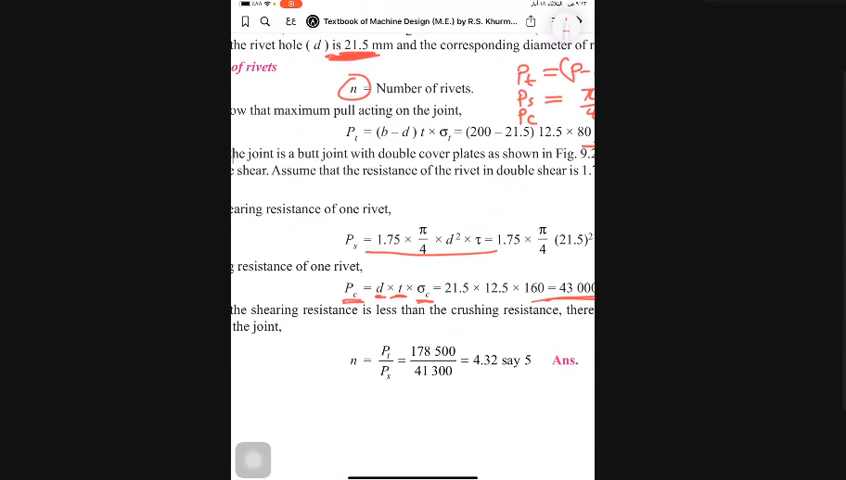 Textbook of Machine Design (M.E.) by R.S. Khurm...
the rivet hole ( d ) is 21.5 mm and the corresponding diameter of r
of rivets
n = Number of rivets.
Pt = (p –
Ps = π/4
Pc
ow that maximum pull acting on the joint,
Pt = (b – d ) t × σt = (200 – 21.5) 12.5 × 80
he joint is a butt joint with double cover plates as shown in Fig. 9.2
e shear. Assume that the resistance of the rivet in double shear is 1.7
earing resistance of one rivet,
Ps = 1.75 × π/4 × d² × τ = 1.75 × π/4 (21.5)²
g resistance of one rivet,
Pc = d × t × σc = 21.5 × 12.5 × 160 = 43 000
the shearing resistance is less than the crushing resistance, there
the joint,
n = Pt/Ps = 178 500/41 300 = 4.32 say 5 Ans.